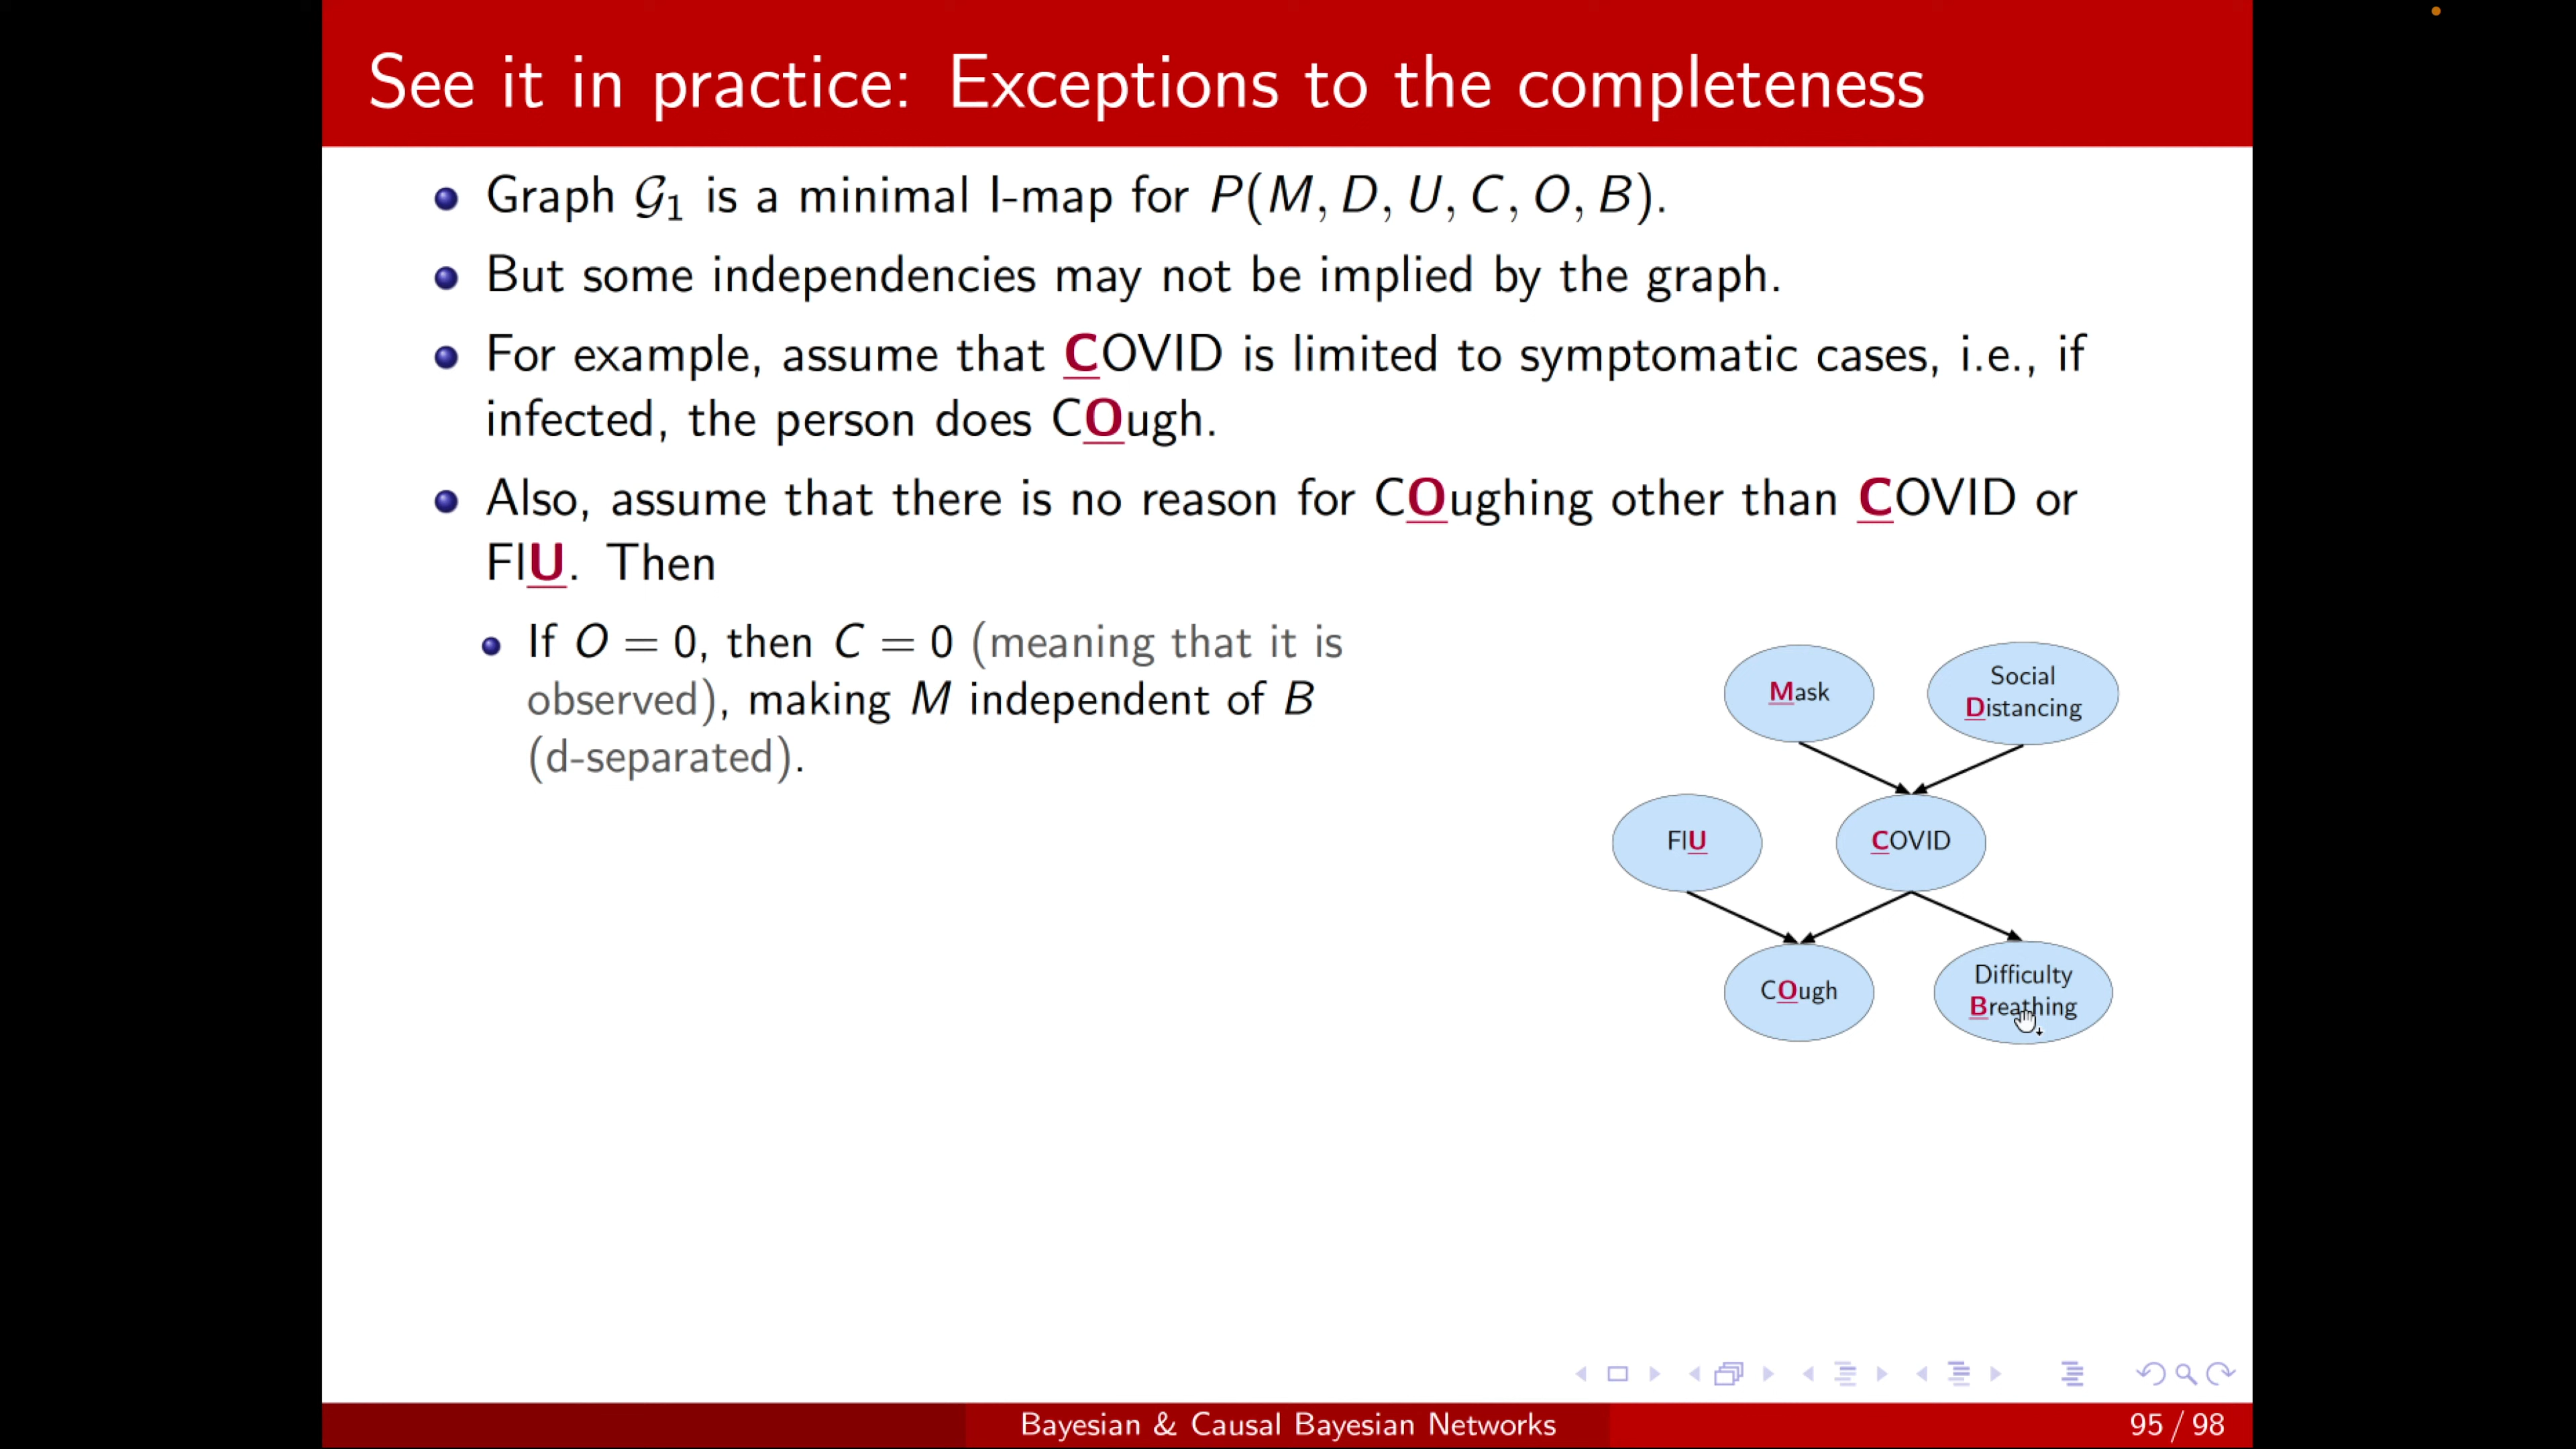 See it in practice: Exceptions to the completeness
Graph 𝒢₁ is a minimal I-map for P(M, D, U, C, O, B).
But some independencies may not be implied by the graph.
For example, assume that COVID is limited to symptomatic cases, i.e., if
infected, the person does COugh.
Also, assume that there is no reason for COughing other than COVID or
FlU. Then
If O = 0, then C = 0 (meaning that it is
observed), making M independent of B
(d-separated).
Mask
Social
Distancing
FlU
COVID
COugh
Difficulty
Breathing
Bayesian & Causal Bayesian Networks
95 / 98